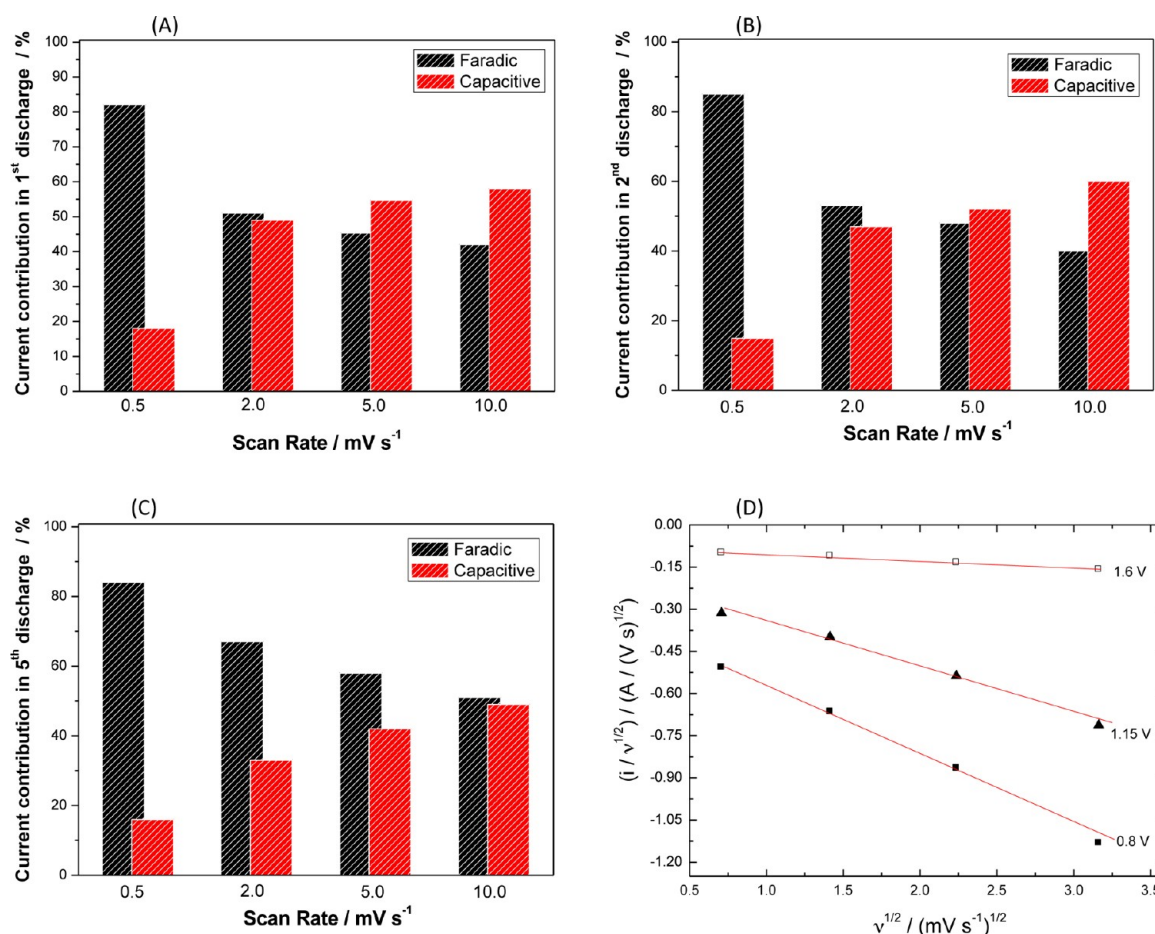 (A)
Current contribution in 1st discharge / %
100
80
60
40
20
0
Faradic
Capacitive
0.5 2.0 5.0 10.0
Scan Rate / mV s-1
(B)
Current contribution in 2nd discharge / %
100
80
60
40
20
0
Faradic
Capacitive
0.5 2.0 5.0 10.0
Scan Rate / mV s-1
(C)
Current contribution in 5th discharge / %
100
80
60
40
20
0
Faradic
Capacitive
0.5 2.0 5.0 10.0
Scan Rate / mV s-1
(D)
(i / ν1/2) / (A / (V s)1/2)
0.00
-0.15
-0.30
-0.45
-0.60
-0.75
-0.90
-1.05
-1.20
1.6 V
1.15 V
0.8 V
0.5 1.0 1.5 2.0 2.5 3.0 3.5
ν1/2 / (mV s-1)1/2